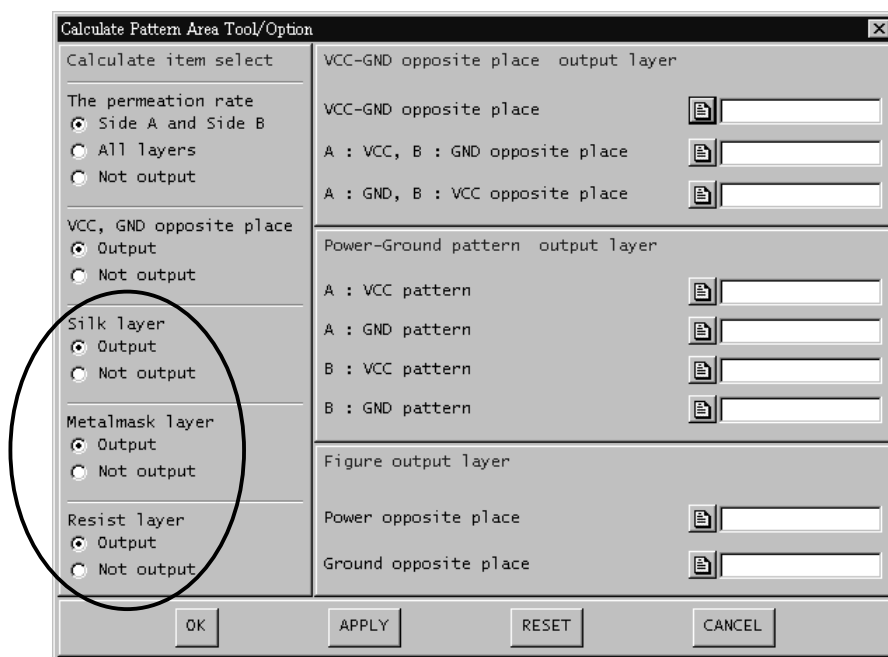 Calculate Pattern Area Tool/Option
Calculate item select
The permeation rate
Side A and Side B
All layers
Not output
VCC, GND opposite place
Output
Not output
Silk layer
Output
Not output
Metalmask layer
Output
Not output
Resist layer
Output
Not output
VCC-GND opposite place output layer
VCC-GND opposite place
A : VCC, B : GND opposite place
A : GND, B : VCC opposite place
Power-Ground pattern output layer
A : VCC pattern
A : GND pattern
B : VCC pattern
B : GND pattern
Figure output layer
Power opposite place
Ground opposite place
OK APPLY RESET CANCEL